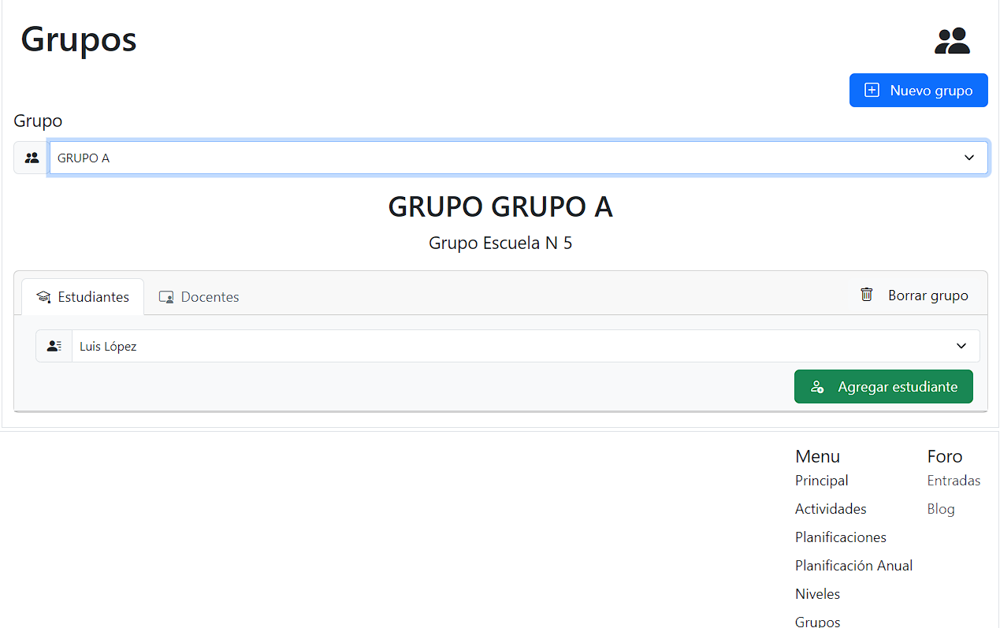 Grupos
Nuevo grupo
Grupo
GRUPO A
GRUPO GRUPO A
Grupo Escuela N 5
Estudiantes Docentes Borrar grupo
Luis López
Agregar estudiante
Menu Foro
Principal Entradas
Actividades Blog
Planificaciones
Planificación Anual
Niveles
Grupos